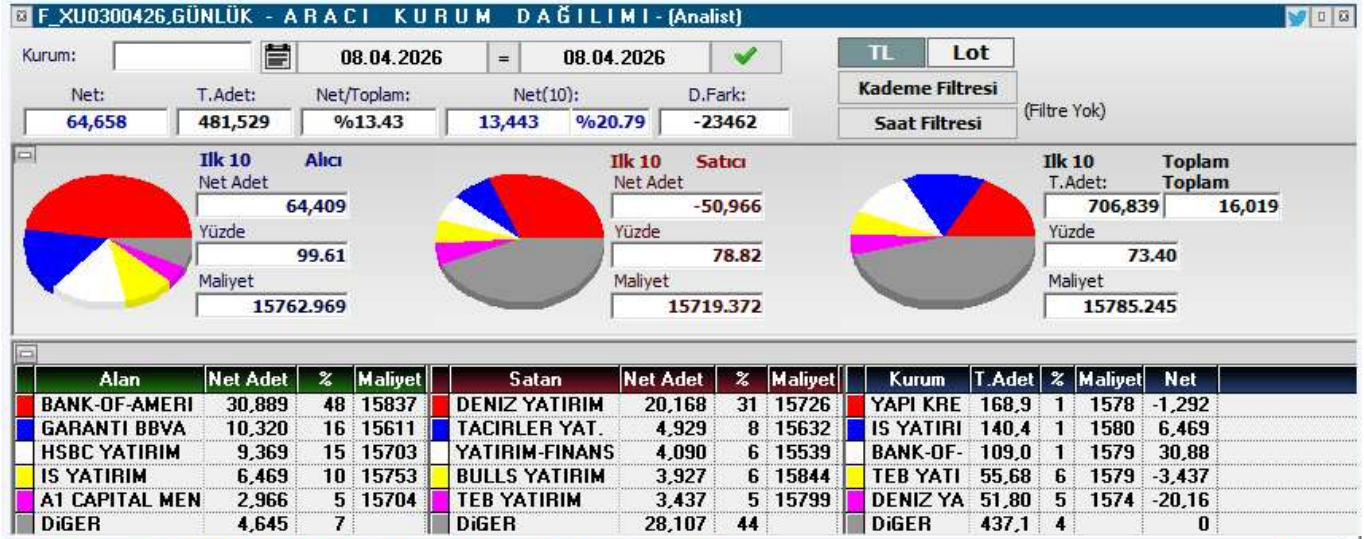 F_XU0300426,GÜNLÜK - A R A C I   K U R U M   D A Ğ I L I M I - (Analist)
Kurum: 08.04.2026 = 08.04.2026 TL Lot
Net: T.Adet: Net/Toplam: Net(10): D.Fark: Kademe Filtresi
64,658 481,529 %13.43 13,443 %20.79 -23462 Saat Filtresi (Filtre Yok)
Ilk 10 Alıcı Ilk 10 Satıcı Ilk 10 Toplam
Net Adet Net Adet T.Adet: Toplam
64,409 -50,966 706,839 16,019
Yüzde Yüzde Yüzde
99.61 78.82 73.40
Maliyet Maliyet Maliyet
15762.969 15719.372 15785.245
Alan Net Adet % Maliyet Satan Net Adet % Maliyet Kurum T.Adet % Maliyet Net
BANK-OF-AMERI 30,889 48 15837 DENIZ YATIRIM 20,168 31 15726 YAPI KRE 168,9 1 1578 -1,292
GARANTI BBVA 10,320 16 15611 TACIRLER YAT. 4,929 8 15632 IS YATIRI 140,4 1 1580 6,469
HSBC YATIRIM 9,369 15 15703 YATIRIM-FINANS 4,090 6 15539 BANK-OF- 109,0 1 1579 30,88
IS YATIRIM 6,469 10 15753 BULLS YATIRIM 3,927 6 15844 TEB YATI 55,68 6 1579 -3,437
A1 CAPITAL MEN 2,966 5 15704 TEB YATIRIM 3,437 5 15799 DENIZ YA 51,80 5 1574 -20,16
DiGER 4,645 7 DiGER 28,107 44 DiGER 437,1 4 0